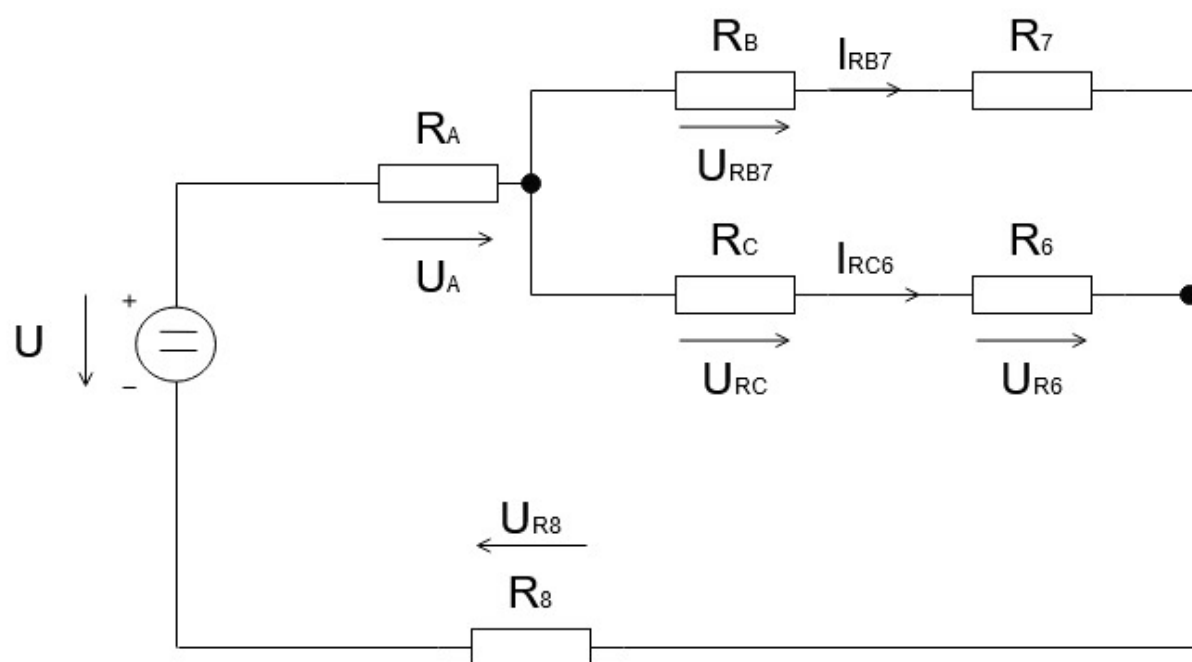 RB IRB7 R7
RA
URB7
RC IRC6 R6
UA
+
U
−
URC UR6
UR8
R8